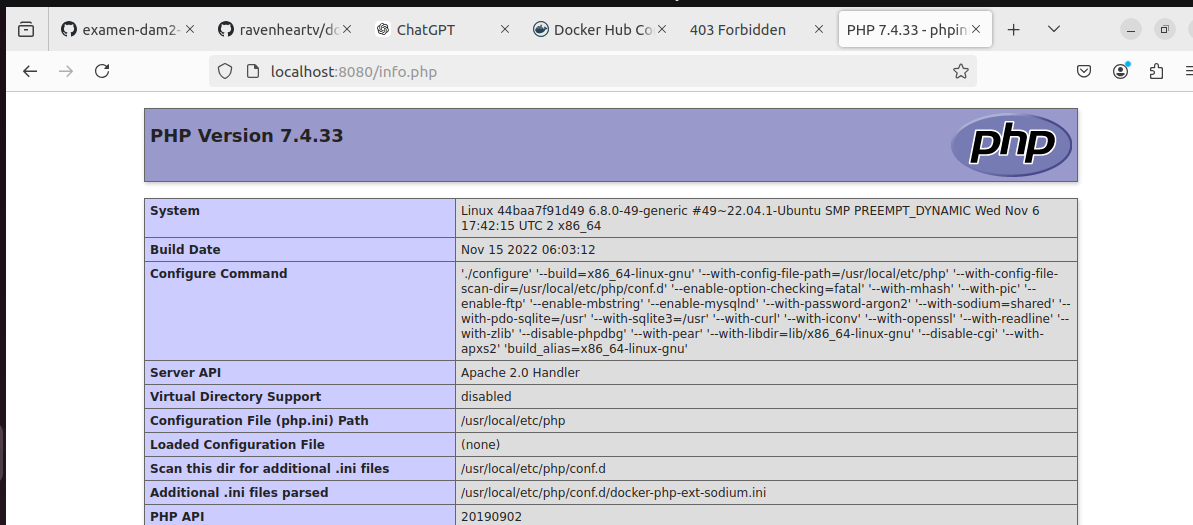 examen-dam2-
ravenheartv/do
ChatGPT
Docker Hub Co
403 Forbidden
PHP 7.4.33 - phpin
localhost:8080/info.php
PHP Version 7.4.33
php
System
Linux 44baa7f91d49 6.8.0-49-generic #49~22.04.1-Ubuntu SMP PREEMPT_DYNAMIC Wed Nov 6
17:42:15 UTC 2 x86_64
Build Date
Nov 15 2022 06:03:12
Configure Command
'./configure' '--build=x86_64-linux-gnu' '--with-config-file-path=/usr/local/etc/php' '--with-config-file-
scan-dir=/usr/local/etc/php/conf.d' '--enable-option-checking=fatal' '--with-mhash' '--with-pic' '--
enable-ftp' '--enable-mbstring' '--enable-mysqlnd' '--with-password-argon2' '--with-sodium=shared' '--
with-pdo-sqlite=/usr' '--with-sqlite3=/usr' '--with-curl' '--with-iconv' '--with-openssl' '--with-readline' '--
with-zlib' '--disable-phpdbg' '--with-pear' '--with-libdir=lib/x86_64-linux-gnu' '--disable-cgi' '--with-
apxs2' 'build_alias=x86_64-linux-gnu'
Server API
Apache 2.0 Handler
Virtual Directory Support
disabled
Configuration File (php.ini) Path
/usr/local/etc/php
Loaded Configuration File
(none)
Scan this dir for additional .ini files
/usr/local/etc/php/conf.d
Additional .ini files parsed
/usr/local/etc/php/conf.d/docker-php-ext-sodium.ini
PHP API
20190902